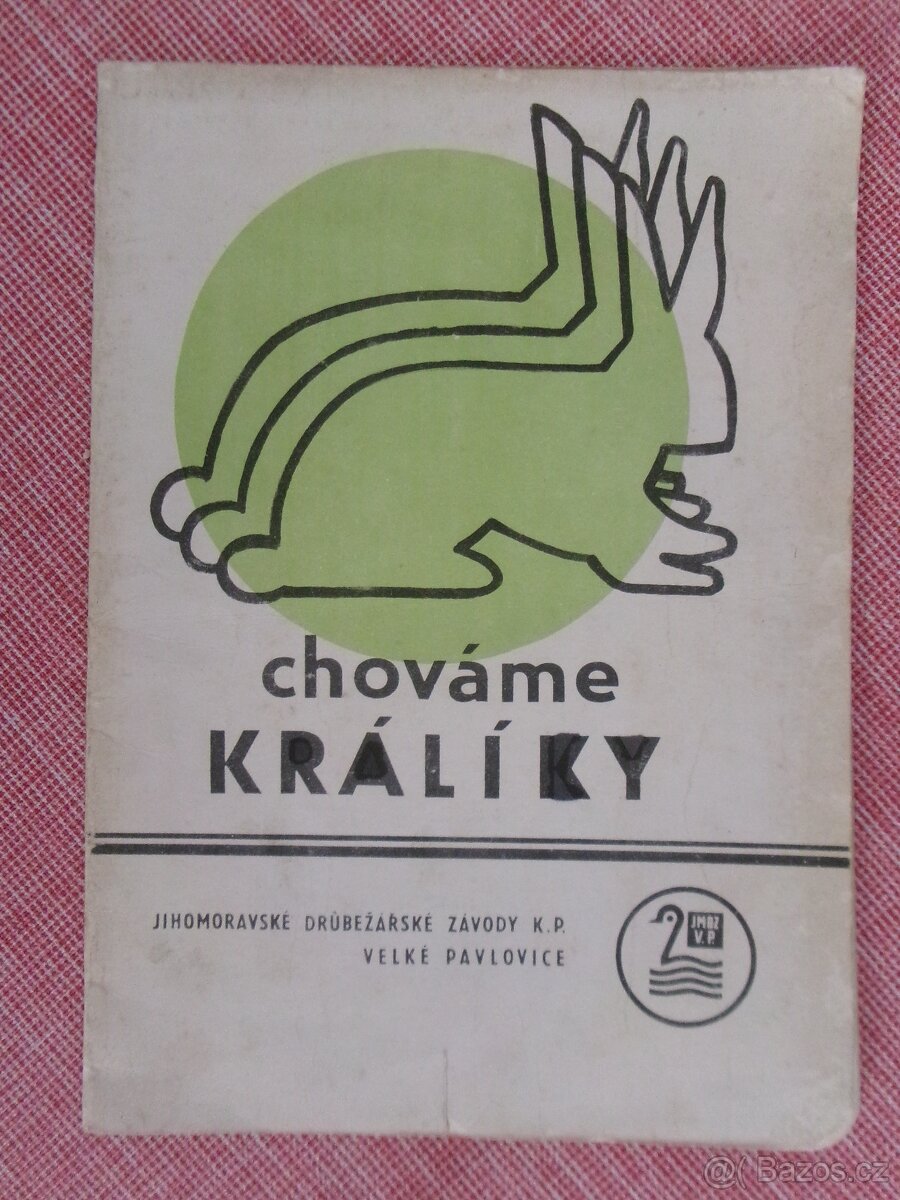 chováme
KRÁLÍKY
JIHOMORAVSKÉ DRŮBEŽÁŘSKÉ ZÁVODY K.P.
VELKÉ PAVLOVICE
JMDZ
V.P.
@( Bazos.cz